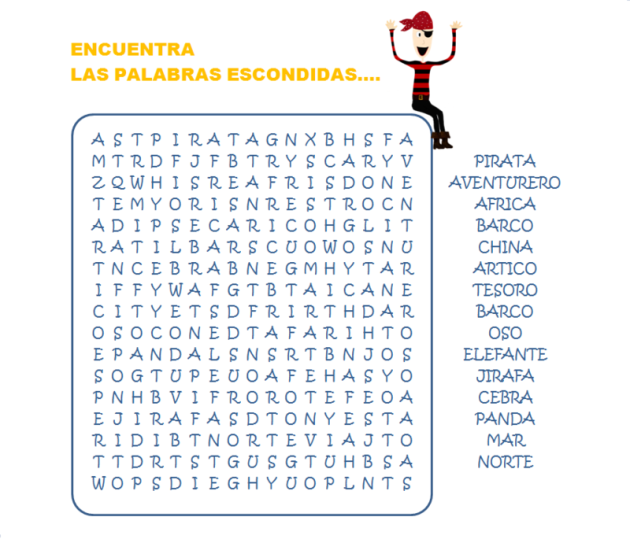 ENCUENTRA
LAS PALABRAS ESCONDIDAS....
A S T P I R A T A G N X B H S F A
M T R D F J F B T R Y S C A R Y V
Z Q W H I S R E A F R I S D O N E
T E M Y O R I S N R E S T R O C N
A D I P S E C A R I C O H G L I T
R A T I L B A R S C U O W O S N U
T N C E B R A B N E G M H Y T A R
I F F Y W A F G T B T A I C A N E
C I T Y E T S D F R I R T H D A R
O S O C O N E D T A F A R I H T O
E P A N D A L S N S R T B N J O S
S O G T U P E U O A F E H A S Y O
P N H B V I F R O R O T E F E O A
E J I R A F A S D T O N Y E S T A
R I D I B T N O R T E V I A J T O
T T D R T S T G U S G T U H B S A
W O P S D I E G H Y U O P L N T S
PIRATA
AVENTURERO
AFRICA
BARCO
CHINA
ARTICO
TESORO
BARCO
OSO
ELEFANTE
JIRAFA
CEBRA
PANDA
MAR
NORTE